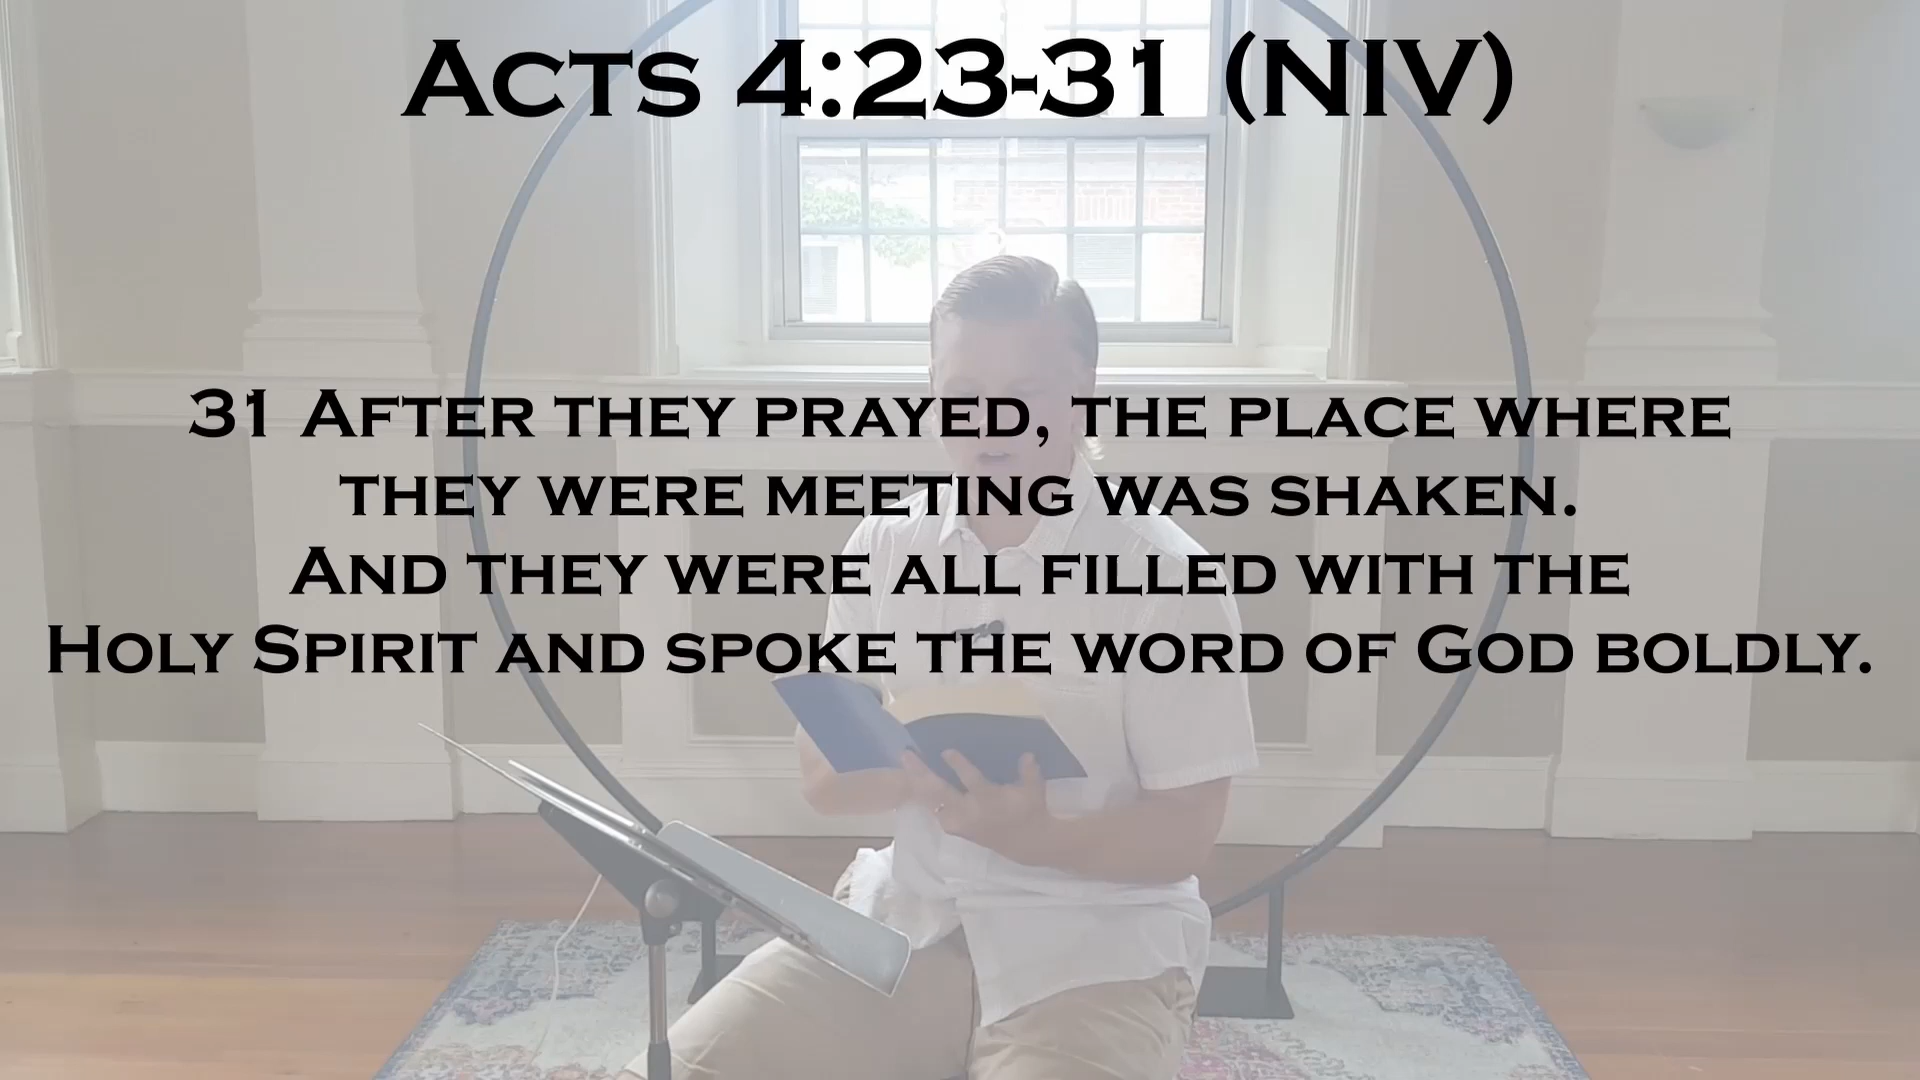 Acts 4:23-31 (NIV)
31 After they prayed, the place where
they were meeting was shaken.
And they were all filled with the
Holy Spirit and spoke the word of God boldly.